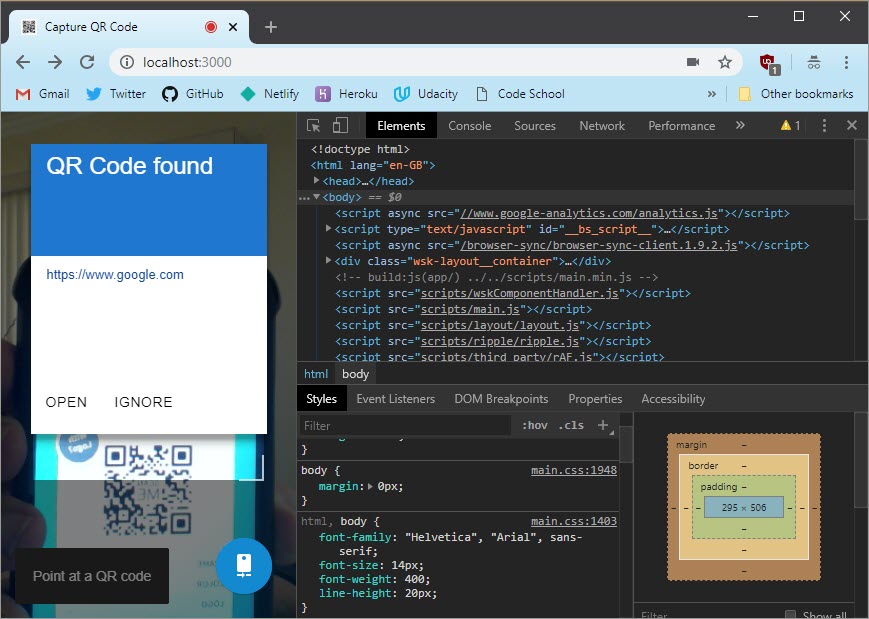 Capture QR Code
localhost:3000
1
Gmail
Twitter
GitHub
Netlify
Heroku
Udacity
Code School
»
Other bookmarks
QR Code found
https://www.google.com
OPEN IGNORE
Point at a QR code
Elements Console Sources Network Performance » 1
<!doctype html>
<html lang="en-GB">
<head>…</head>
…<body> == $0
<script async src="//www.google-analytics.com/analytics.js"></script>
<script type="text/javascript" id="__bs_script__">…</script>
<script async src="/browser-sync/browser-sync-client.1.9.2.js"></script>
<div class="wsk-layout__container">…</div>
<!-- build:js(app/) ../../scripts/main.min.js -->
<script src="scripts/wskComponentHandler.js"></script>
<script src="scripts/main.js"></script>
<script src="scripts/layout/layout.js"></script>
<script src="scripts/ripple/ripple.js"></script>
<script src="scripts/third_party/rAF.js"></script>
html body
Styles Event Listeners DOM Breakpoints Properties Accessibility
Filter :hov .cls +
}
body { main.css:1948
margin: 0px;
}
html, body { main.css:1403
font-family: "Helvetica", "Arial", sans-
serif;
font-size: 14px;
font-weight: 400;
line-height: 20px;
}
margin –
border –
padding –
– – – 295 × 506 – – –
–
–
–
Filter Show all